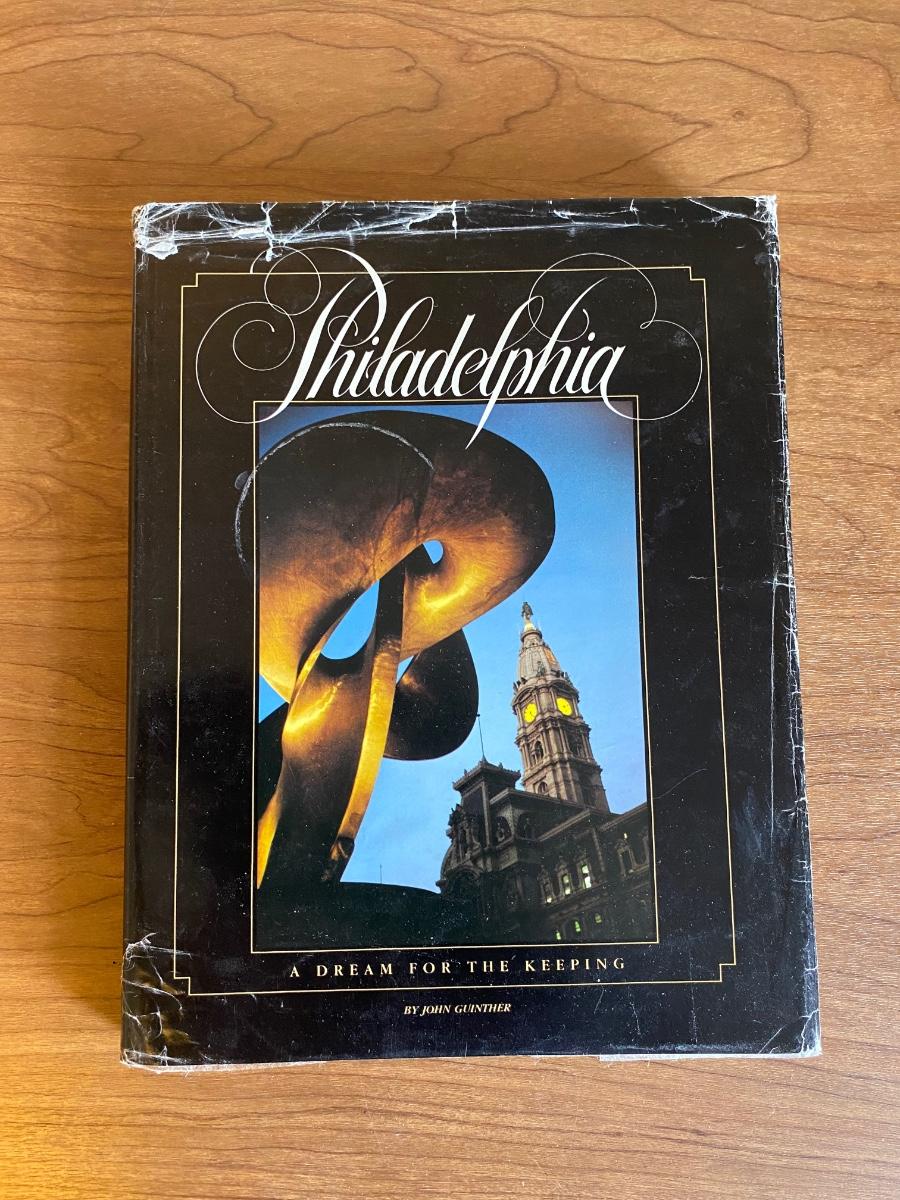 Philadelphia
A DREAM FOR THE KEEPING
BY JOHN GUINTHER